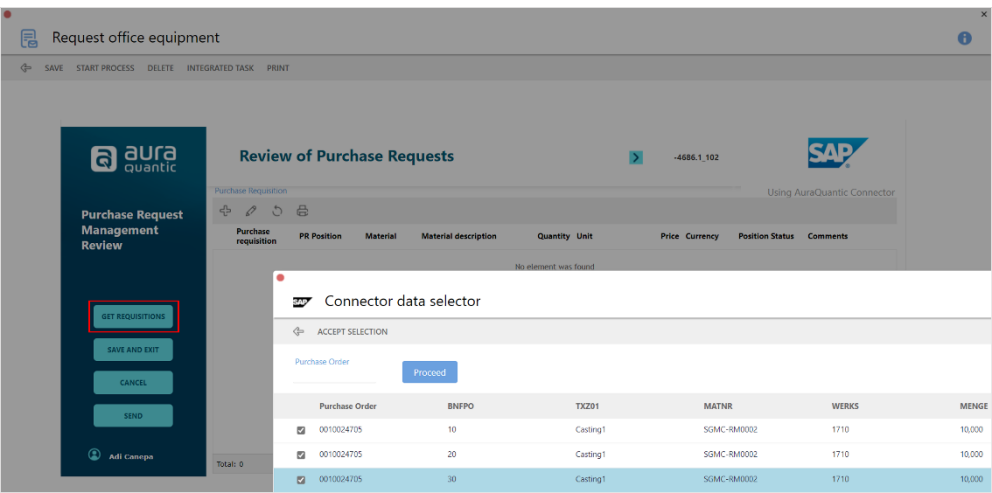 Request office equipment
SAVE START PROCESS DELETE INTEGRATED TASK PRINT
aura
quantic
Review of Purchase Requests
-4686.1_102
SAP
Purchase Requisition
Using AuraQuantic Connector
Purchase Request
Management
Review
Purchase
requisition
PR Position Material Material description Quantity Unit Price Currency Position Status Comments
No element was found
GET REQUISITIONS
SAVE AND EXIT
CANCEL
SEND
Adi Canepa
Total: 0
SAP Connector data selector
ACCEPT SELECTION
Purchase Order
Proceed
Purchase Order BNFPO TXZ01 MATNR WERKS MENGE
0010024705 10 Casting1 SGMC-RM0002 1710 10,000
0010024705 20 Casting1 SGMC-RM0002 1710 10,000
0010024705 30 Casting1 SGMC-RM0002 1710 10,000